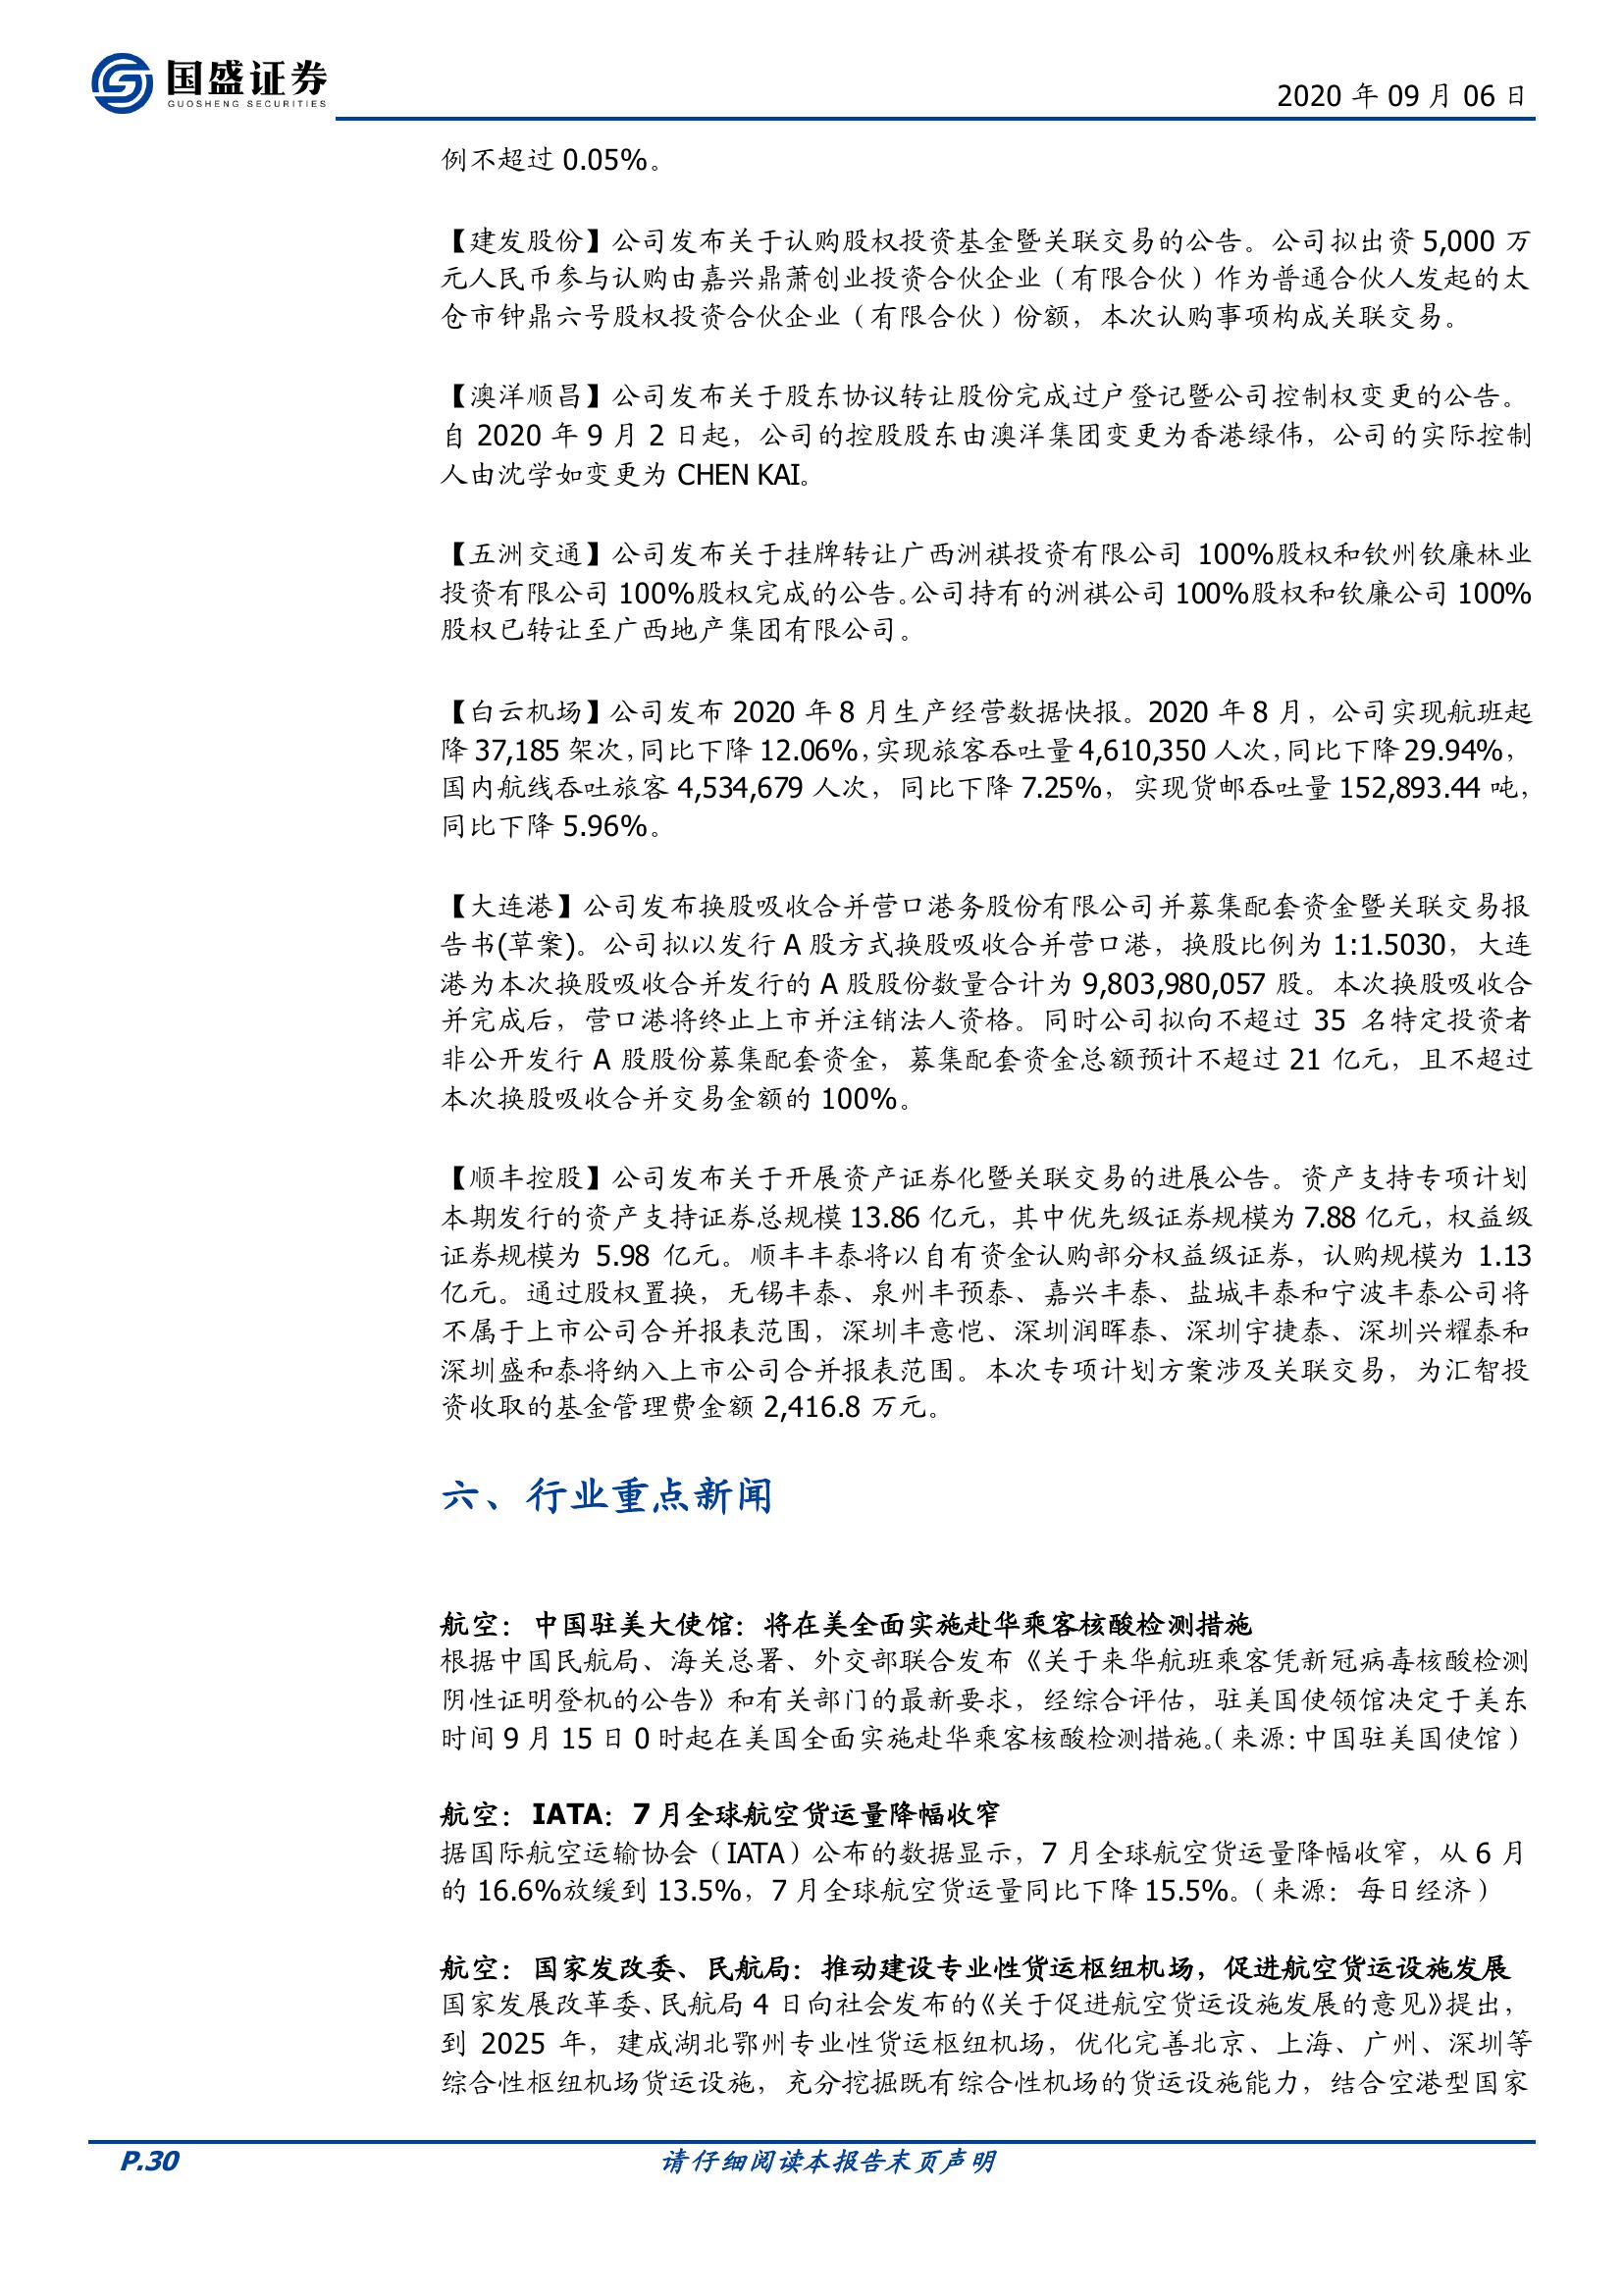 国盛证券
GUOSHENG SECURITIES
2020 年 09 月 06 日
例不超过 0.05%。
【建发股份】公司发布关于认购股权投资基金暨关联交易的公告。公司拟出资 5,000 万
元人民币参与认购由嘉兴鼎萧创业投资合伙企业（有限合伙）作为普通合伙人发起的太
仓市钟鼎六号股权投资合伙企业（有限合伙）份额，本次认购事项构成关联交易。
【澳洋顺昌】公司发布关于股东协议转让股份完成过户登记暨公司控制权变更的公告。
自 2020 年 9 月 2 日起，公司的控股股东由澳洋集团变更为香港绿伟，公司的实际控制
人由沈学如变更为 CHEN KAI。
【五洲交通】公司发布关于挂牌转让广西洲祺投资有限公司 100%股权和钦州钦廉林业
投资有限公司 100%股权完成的公告。公司持有的洲祺公司 100%股权和钦廉公司 100%
股权已转让至广西地产集团有限公司。
【白云机场】公司发布 2020 年 8 月生产经营数据快报。2020 年 8 月，公司实现航班起
降 37,185 架次，同比下降 12.06%，实现旅客吞吐量 4,610,350 人次，同比下降 29.94%，
国内航线吞吐旅客 4,534,679 人次，同比下降 7.25%，实现货邮吞吐量 152,893.44 吨，
同比下降 5.96%。
【大连港】公司发布换股吸收合并营口港务股份有限公司并募集配套资金暨关联交易报
告书(草案)。公司拟以发行 A 股方式换股吸收合并营口港，换股比例为 1:1.5030，大连
港为本次换股吸收合并发行的 A 股股份数量合计为 9,803,980,057 股。本次换股吸收合
并完成后，营口港将终止上市并注销法人资格。同时公司拟向不超过 35 名特定投资者
非公开发行 A 股股份募集配套资金，募集配套资金总额预计不超过 21 亿元，且不超过
本次换股吸收合并交易金额的 100%。
【顺丰控股】公司发布关于开展资产证券化暨关联交易的进展公告。资产支持专项计划
本期发行的资产支持证券总规模 13.86 亿元，其中优先级证券规模为 7.88 亿元，权益级
证券规模为 5.98 亿元。顺丰丰泰将以自有资金认购部分权益级证券，认购规模为 1.13
亿元。通过股权置换，无锡丰泰、泉州丰预泰、嘉兴丰泰、盐城丰泰和宁波丰泰公司将
不属于上市公司合并报表范围，深圳丰意恺、深圳润晖泰、深圳宇捷泰、深圳兴耀泰和
深圳盛和泰将纳入上市公司合并报表范围。本次专项计划方案涉及关联交易，为汇智投
资收取的基金管理费金额 2,416.8 万元。
六、行业重点新闻
航空：中国驻美大使馆：将在美全面实施赴华乘客核酸检测措施
根据中国民航局、海关总署、外交部联合发布《关于来华航班乘客凭新冠病毒核酸检测
阴性证明登机的公告》和有关部门的最新要求，经综合评估，驻美国使领馆决定于美东
时间 9 月 15 日 0 时起在美国全面实施赴华乘客核酸检测措施。（来源：中国驻美国使馆）
航空：IATA：7 月全球航空货运量降幅收窄
据国际航空运输协会（IATA）公布的数据显示，7 月全球航空货运量降幅收窄，从 6 月
的 16.6%放缓到 13.5%，7 月全球航空货运量同比下降 15.5%。（来源：每日经济）
航空：国家发改委、民航局：推动建设专业性货运枢纽机场，促进航空货运设施发展
国家发展改革委、民航局 4 日向社会发布的《关于促进航空货运设施发展的意见》提出，
到 2025 年，建成湖北鄂州专业性货运枢纽机场，优化完善北京、上海、广州、深圳等
综合性枢纽机场货运设施，充分挖掘既有综合性机场的货运设施能力，结合空港型国家
P.30
请仔细阅读本报告末页声明